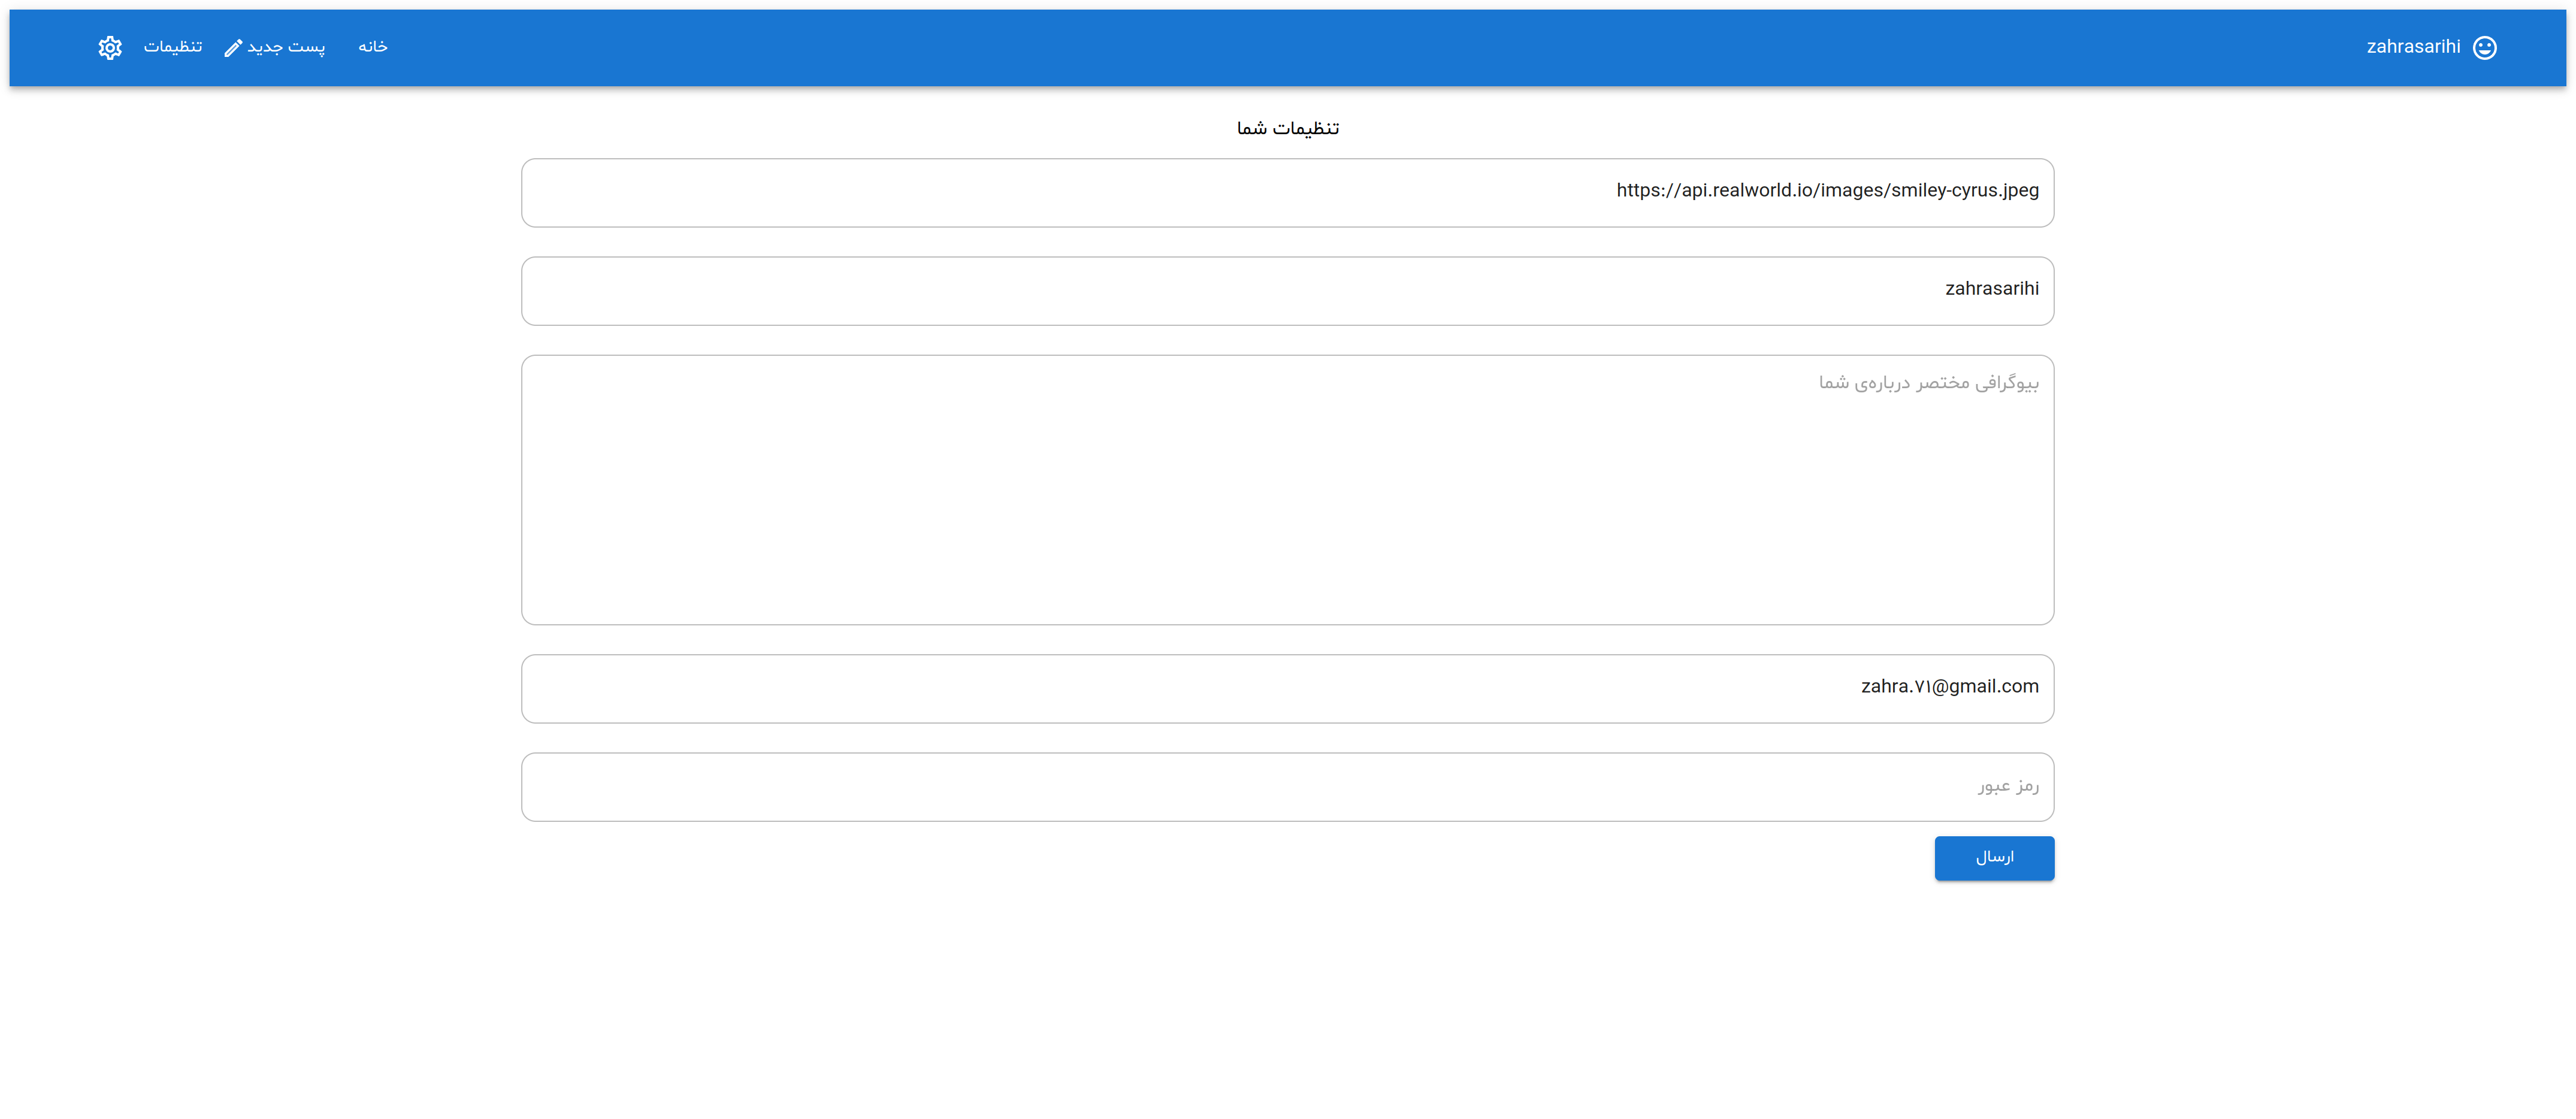 zahrasarihi
خانه
پست جدید
تنظیمات
تنظیمات شما
https://api.realworld.io/images/smiley-cyrus.jpeg
zahrasarihi
بیوگرافی مختصر درباره‌ی شما
zahra.۷۱@gmail.com
رمز عبور
ارسال